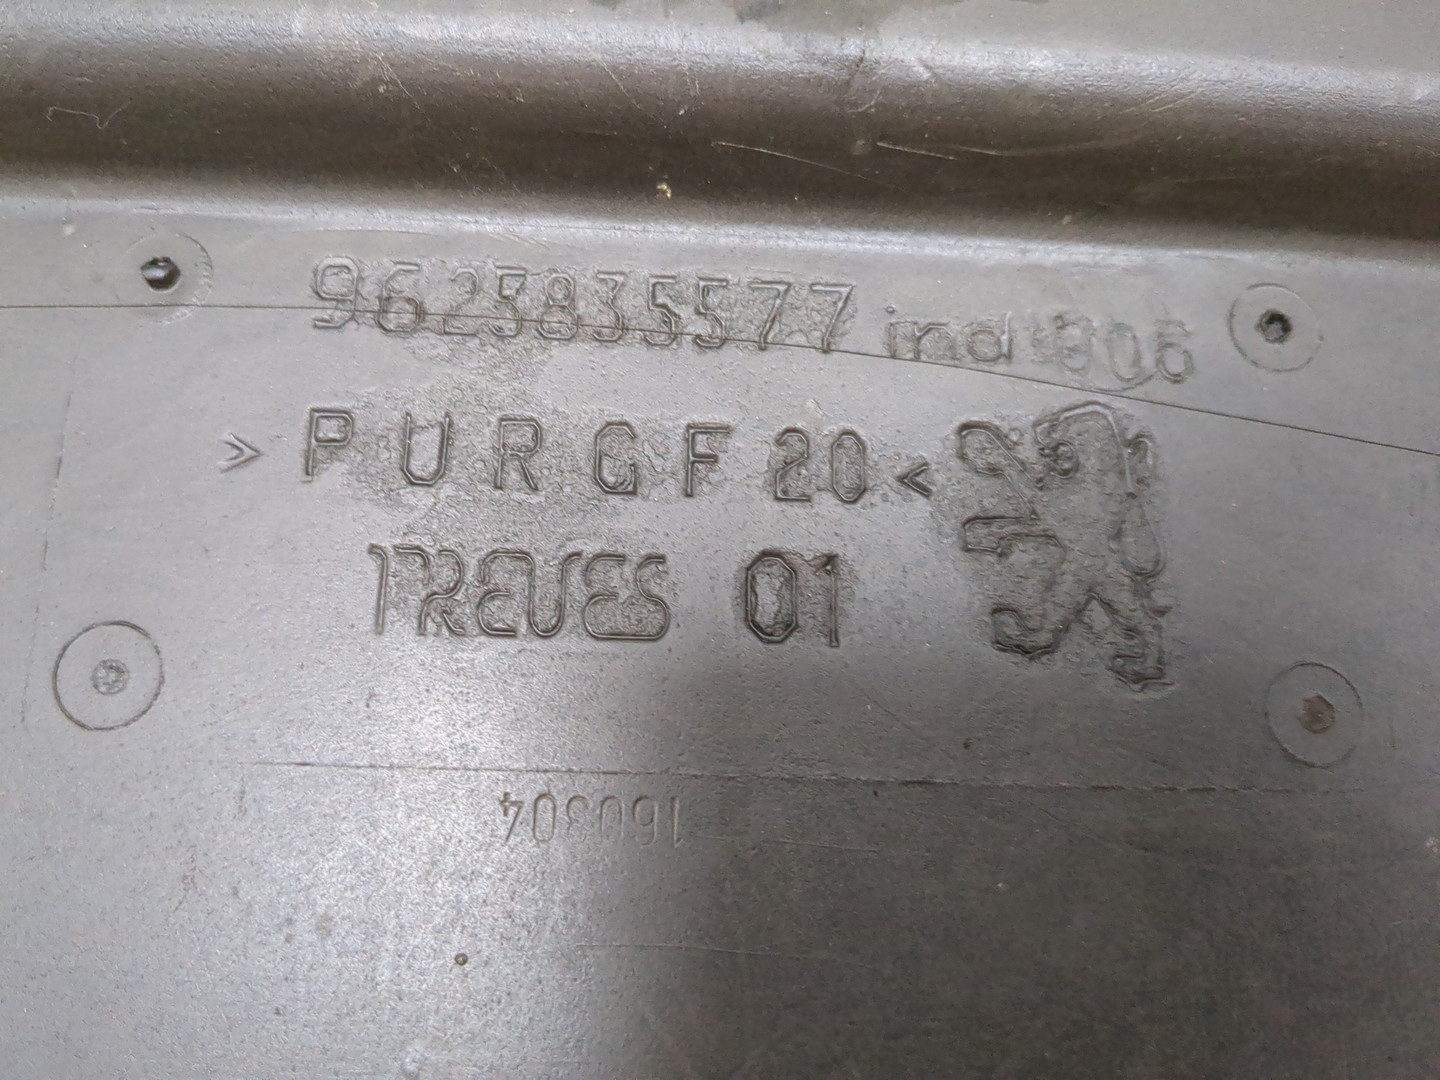 9623835577 ind 006
>PUR GF 20<
TREVES 01
160304